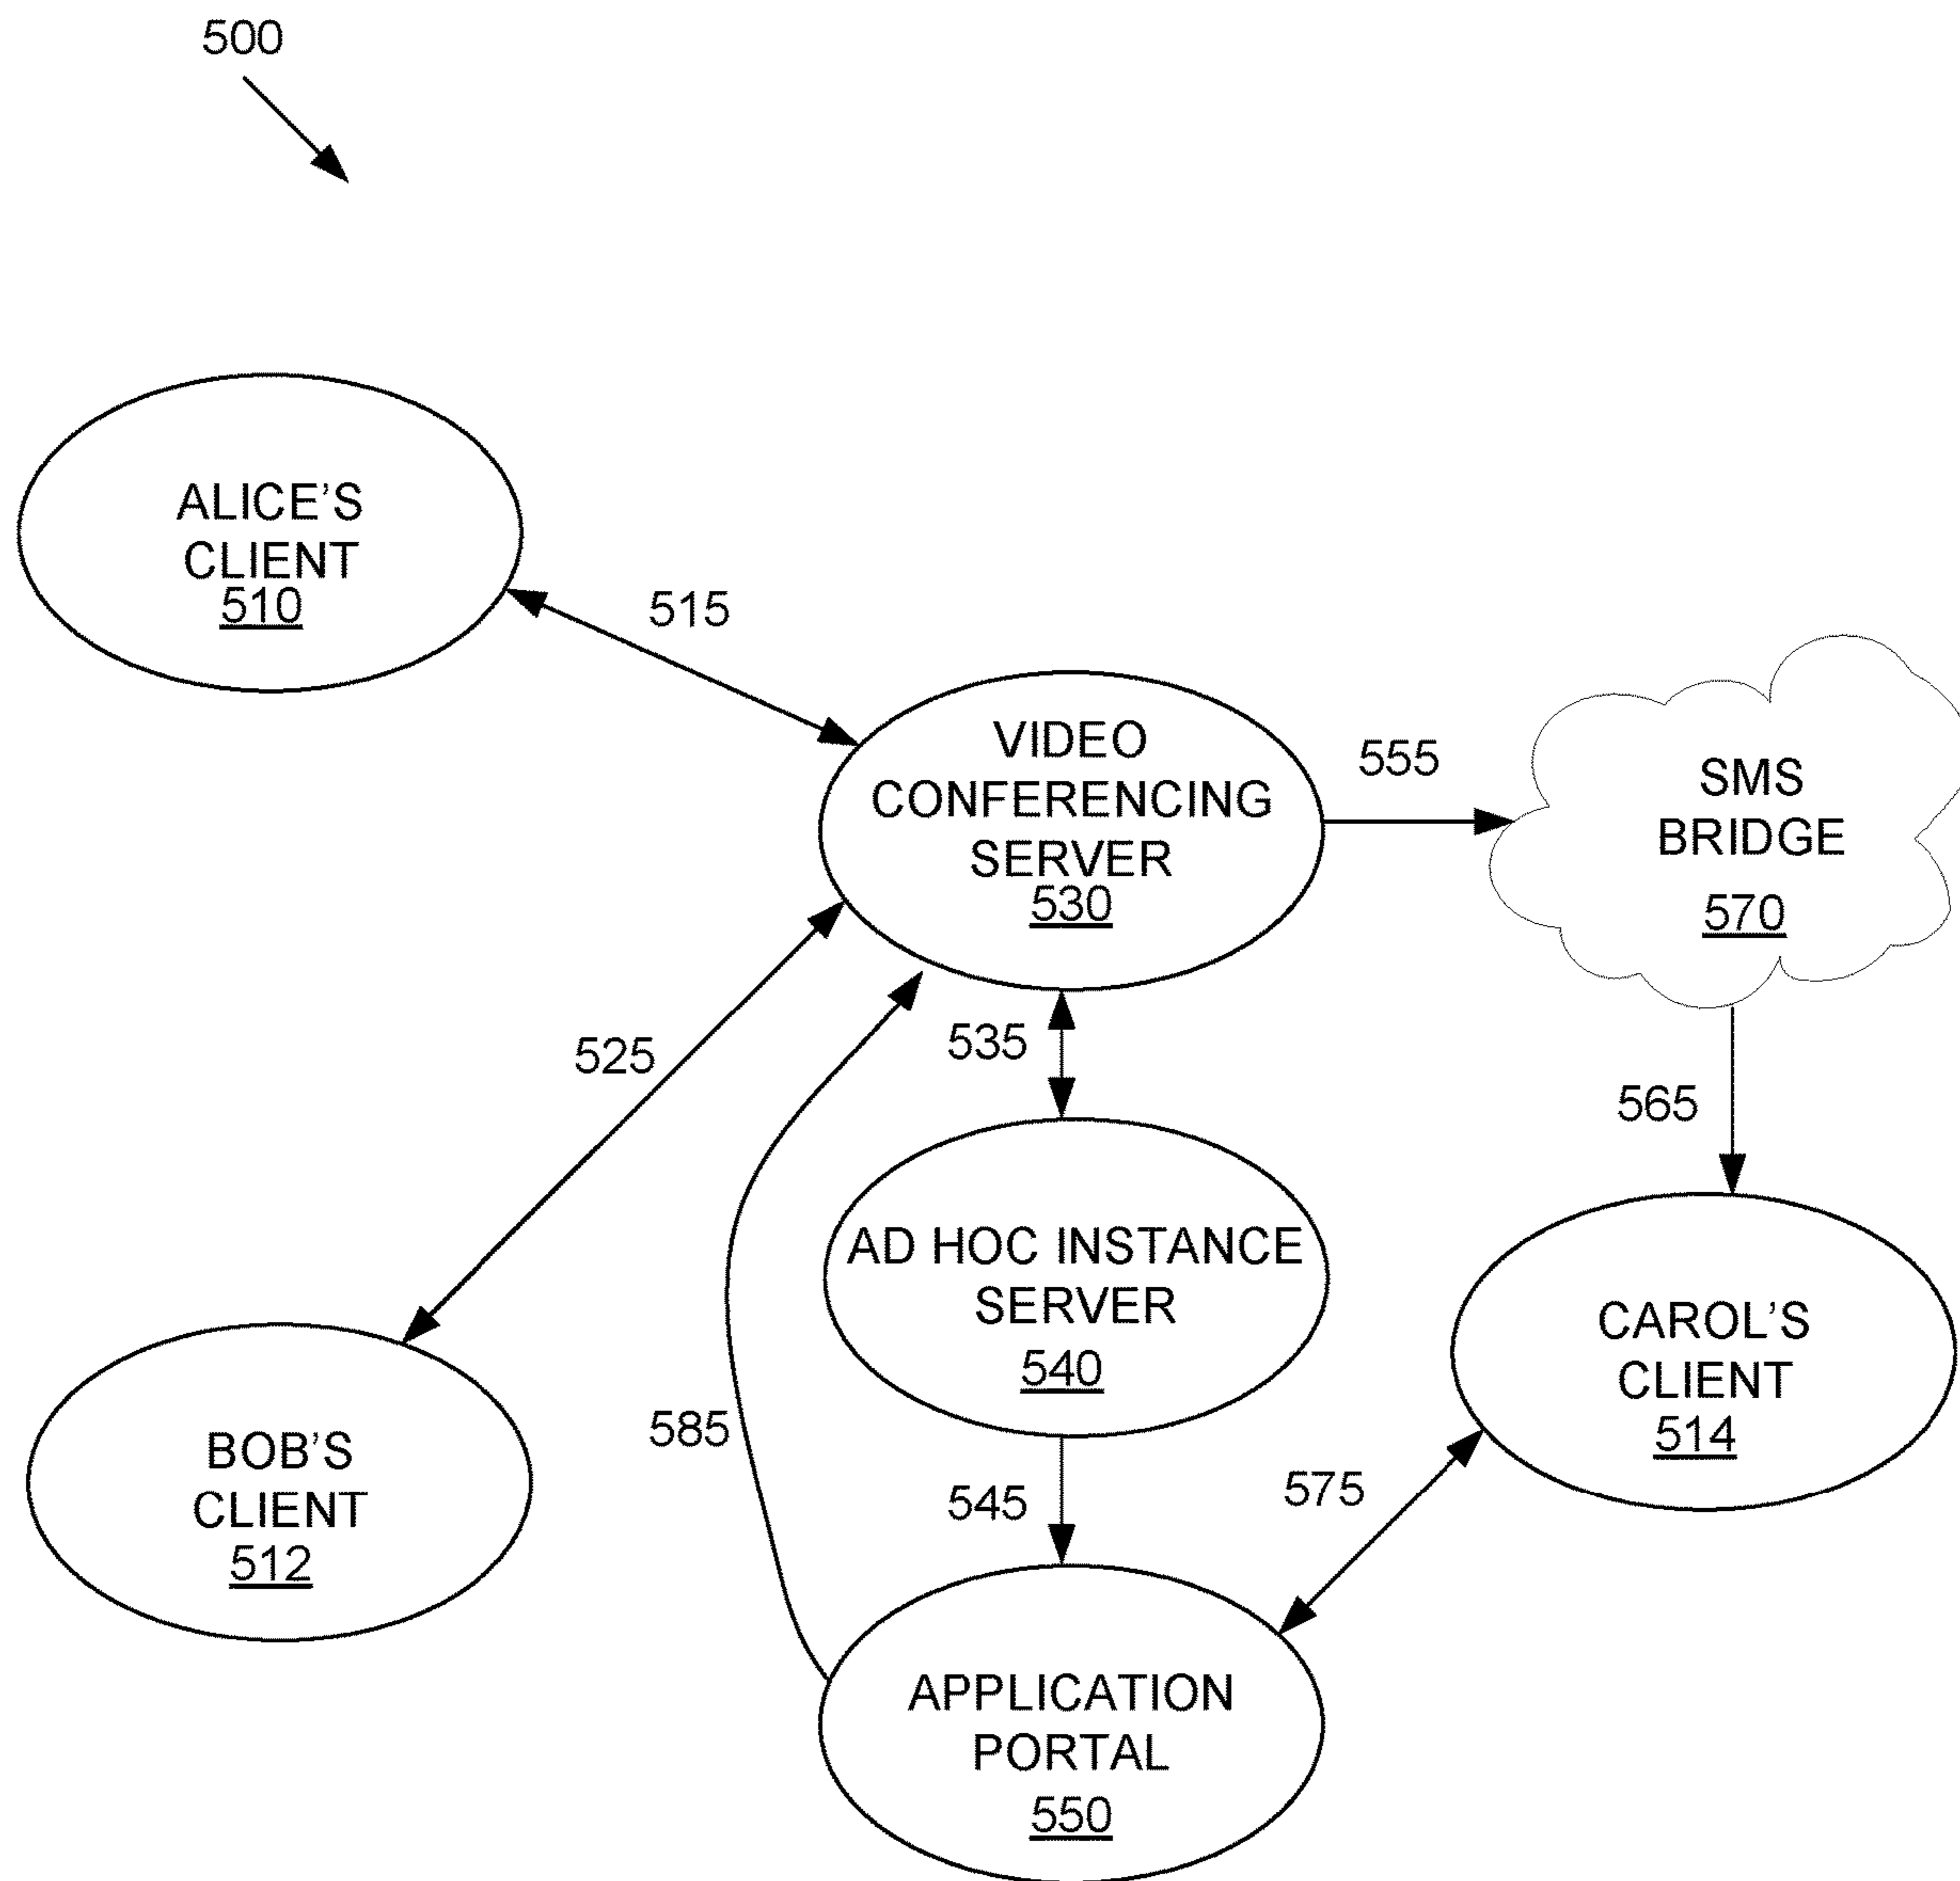 500
ALICE'S
CLIENT
510
515
VIDEO
CONFERENCING
SERVER
530
555
SMS
BRIDGE
570
525
535
565
AD HOC INSTANCE
SERVER
540
CAROL'S
CLIENT
514
585
BOB'S
CLIENT
512
545
575
APPLICATION
PORTAL
550